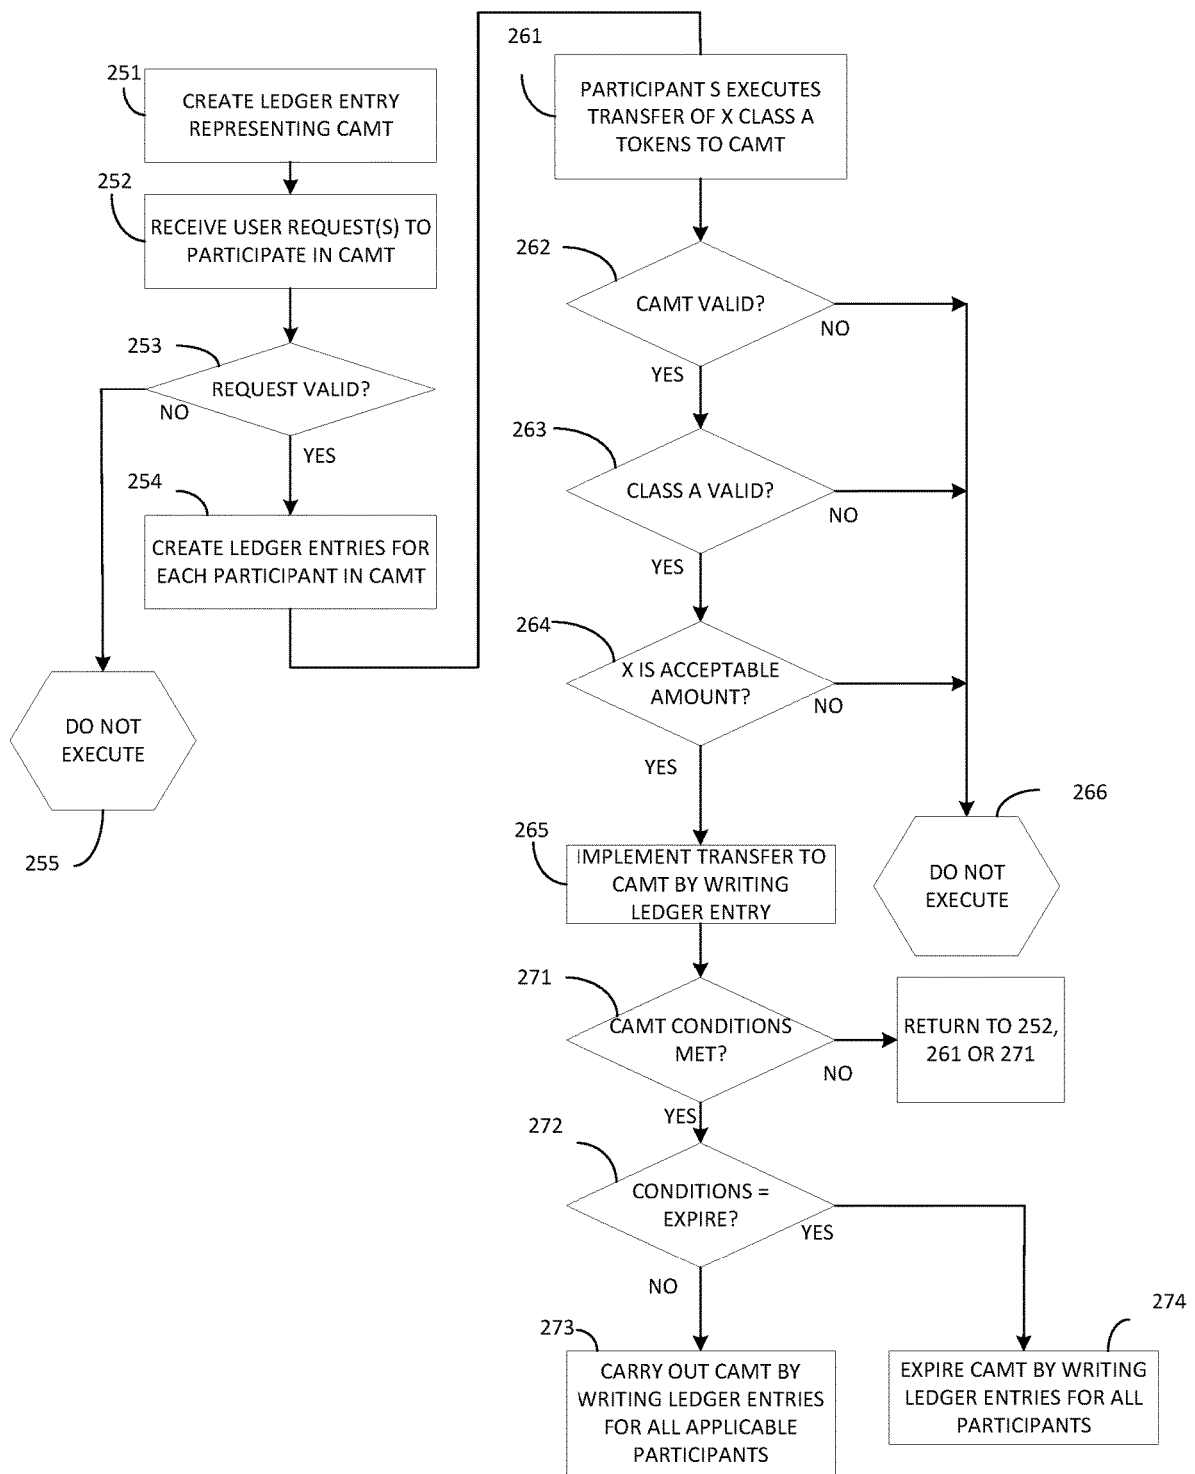 251
CREATE LEDGER ENTRY
REPRESENTING CAMT
252
RECEIVE USER REQUEST(S) TO
PARTICIPATE IN CAMT
253
REQUEST VALID?
NO
YES
254
CREATE LEDGER ENTRIES FOR
EACH PARTICIPANT IN CAMT
DO NOT
EXECUTE
255
261
PARTICIPANT S EXECUTES
TRANSFER OF X CLASS A
TOKENS TO CAMT
262
CAMT VALID?
NO
YES
263
CLASS A VALID?
NO
YES
264
X IS ACCEPTABLE
AMOUNT?
NO
YES
266
DO NOT
EXECUTE
265
IMPLEMENT TRANSFER TO
CAMT BY WRITING
LEDGER ENTRY
271
CAMT CONDITIONS
MET?
NO
RETURN TO 252,
261 OR 271
YES
272
CONDITIONS =
EXPIRE?
YES
NO
273
CARRY OUT CAMT BY
WRITING LEDGER ENTRIES
FOR ALL APPLICABLE
PARTICIPANTS
274
EXPIRE CAMT BY WRITING
LEDGER ENTRIES FOR ALL
PARTICIPANTS